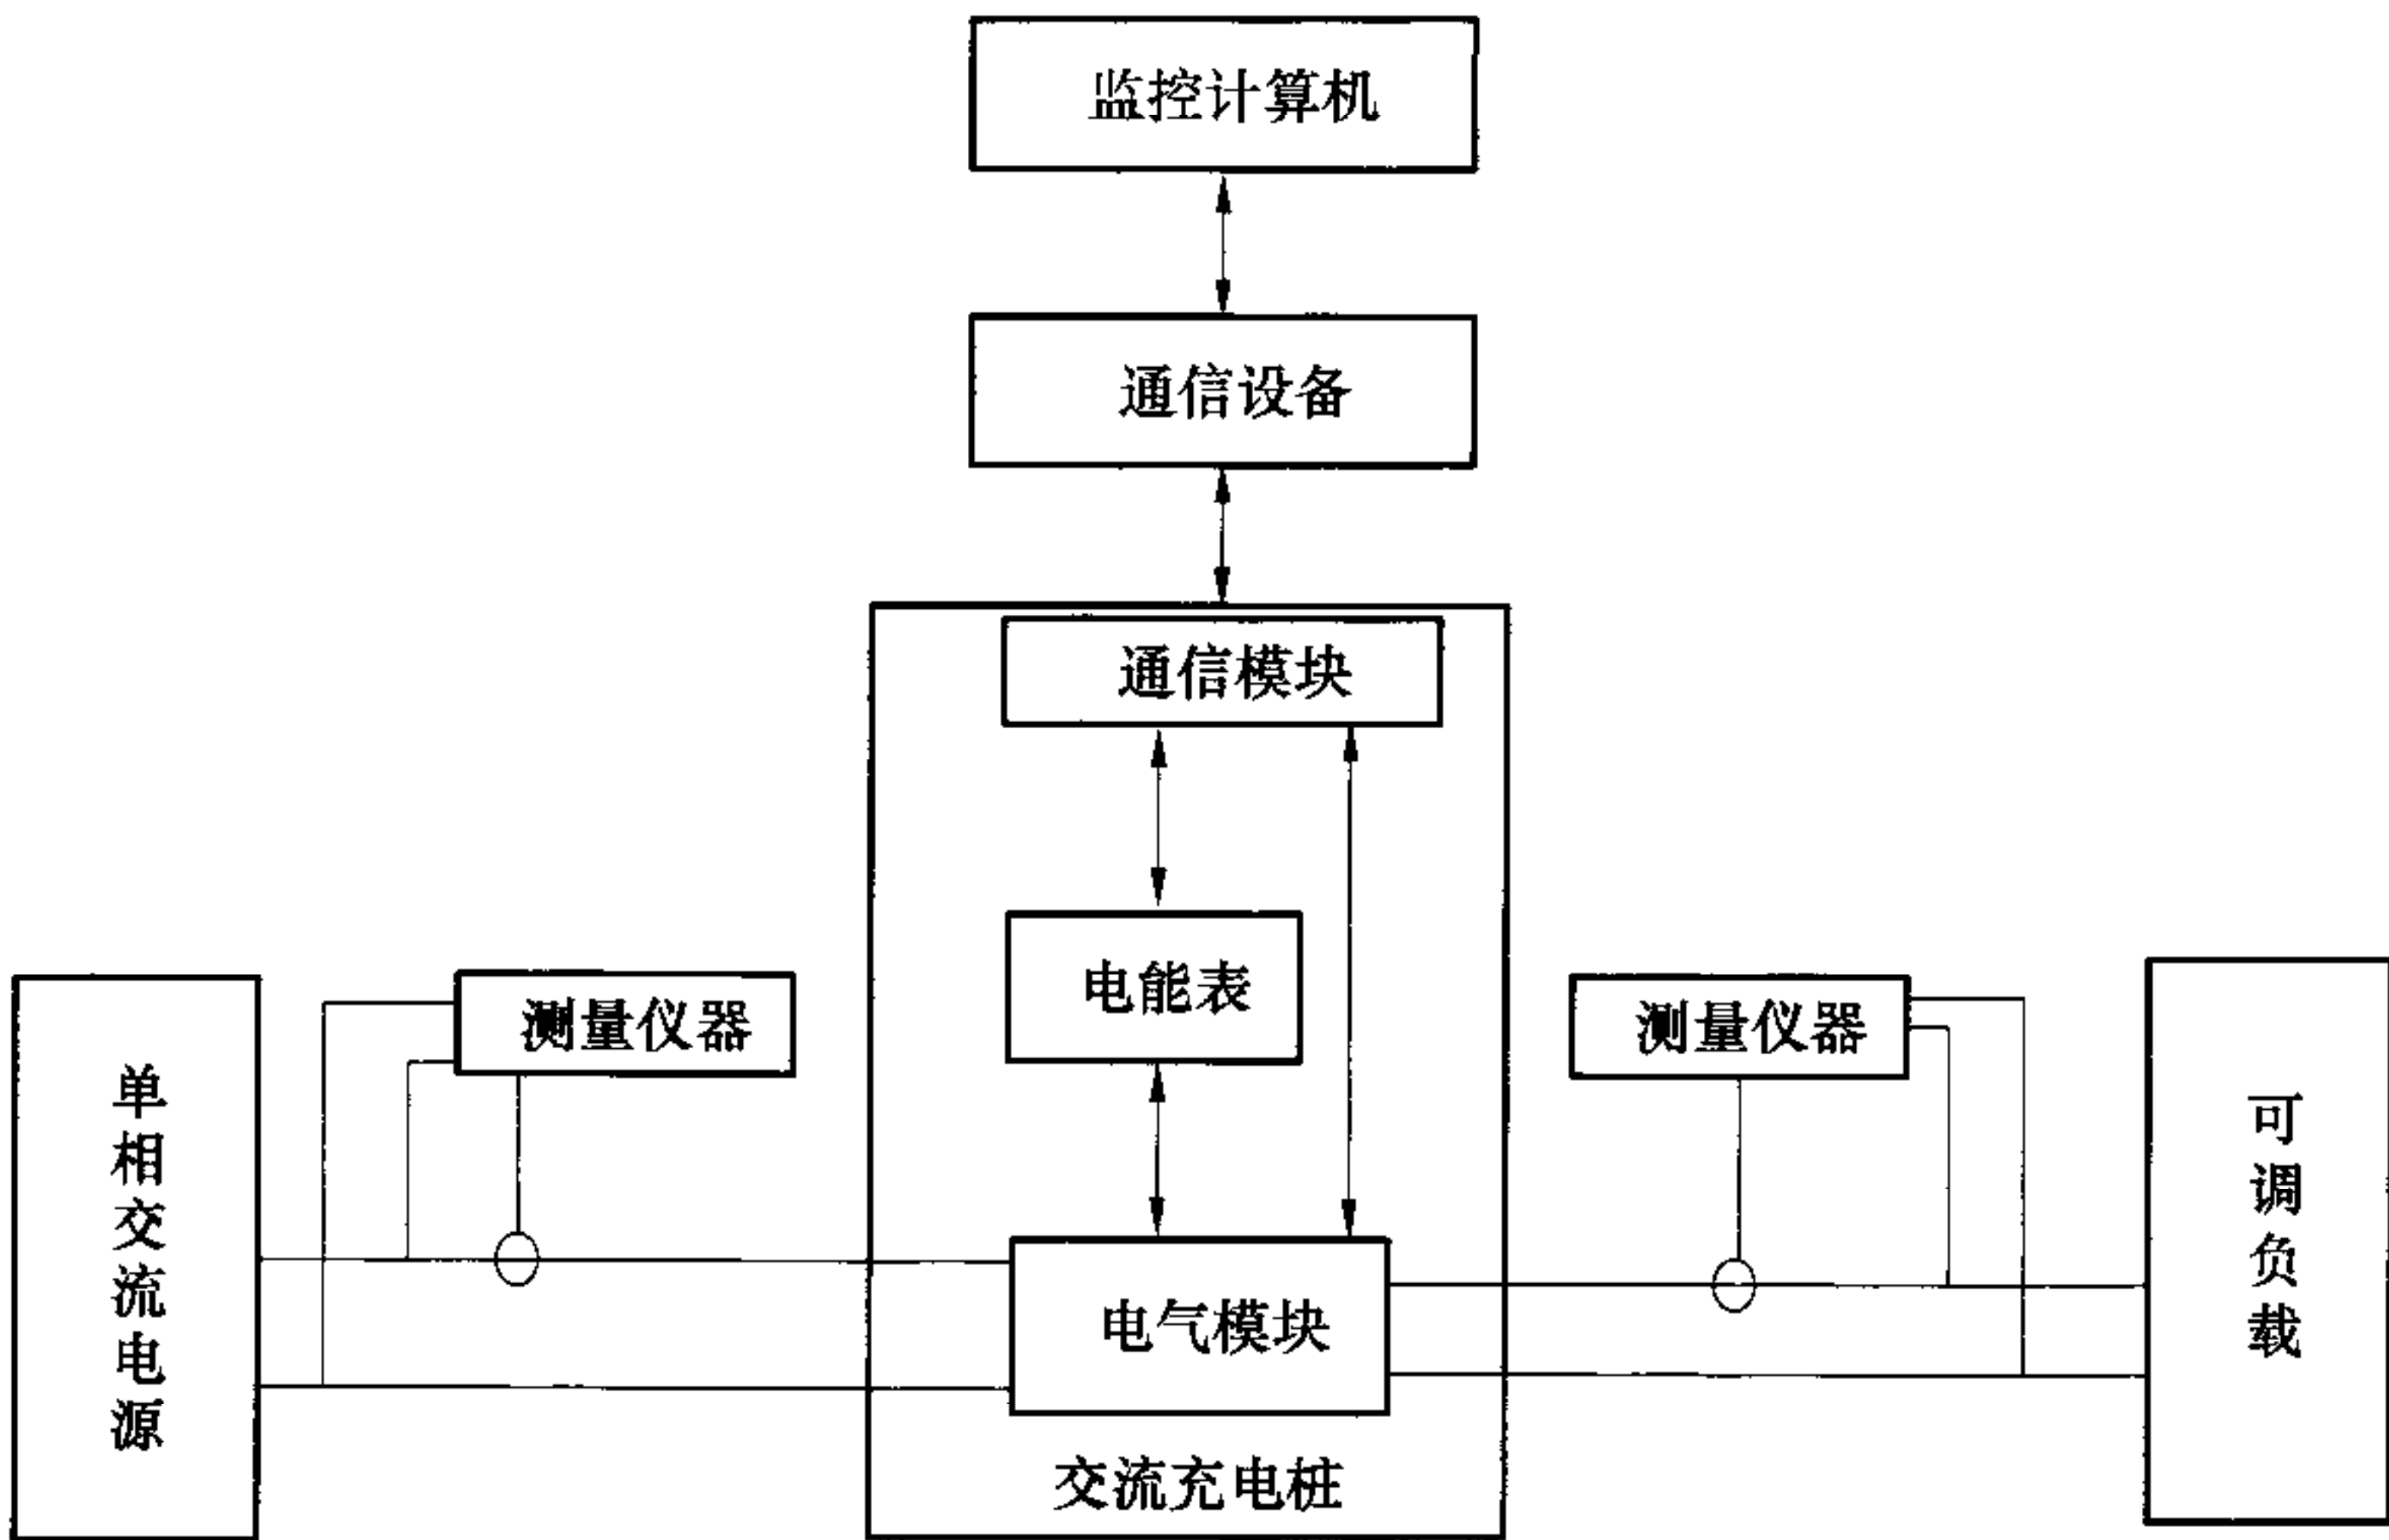 监控计算机
通信设备
通信模块
电能表
测量仪器
测量仪器
单相交流电源
可调负载
电气模块
交流充电桩